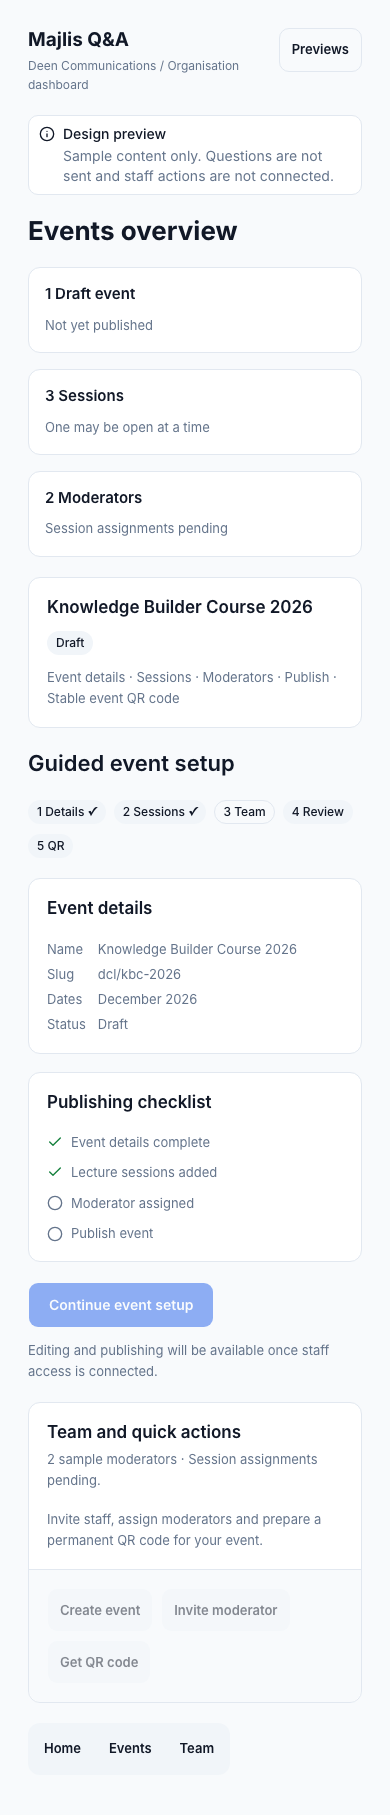 Majlis Q&A
Deen Communications / Organisation
dashboard
Previews
Design preview
Sample content only. Questions are not
sent and staff actions are not connected.
Events overview
1 Draft event
Not yet published
3 Sessions
One may be open at a time
2 Moderators
Session assignments pending
Knowledge Builder Course 2026
Draft
Event details · Sessions · Moderators · Publish ·
Stable event QR code
Guided event setup
1 Details ✓ 2 Sessions ✓ 3 Team 4 Review
5 QR
Event details
Name Knowledge Builder Course 2026
Slug dcl/kbc-2026
Dates December 2026
Status Draft
Publishing checklist
Event details complete
Lecture sessions added
Moderator assigned
Publish event
Continue event setup
Editing and publishing will be available once staff
access is connected.
Team and quick actions
2 sample moderators · Session assignments
pending.
Invite staff, assign moderators and prepare a
permanent QR code for your event.
Create event Invite moderator
Get QR code
Home Events Team